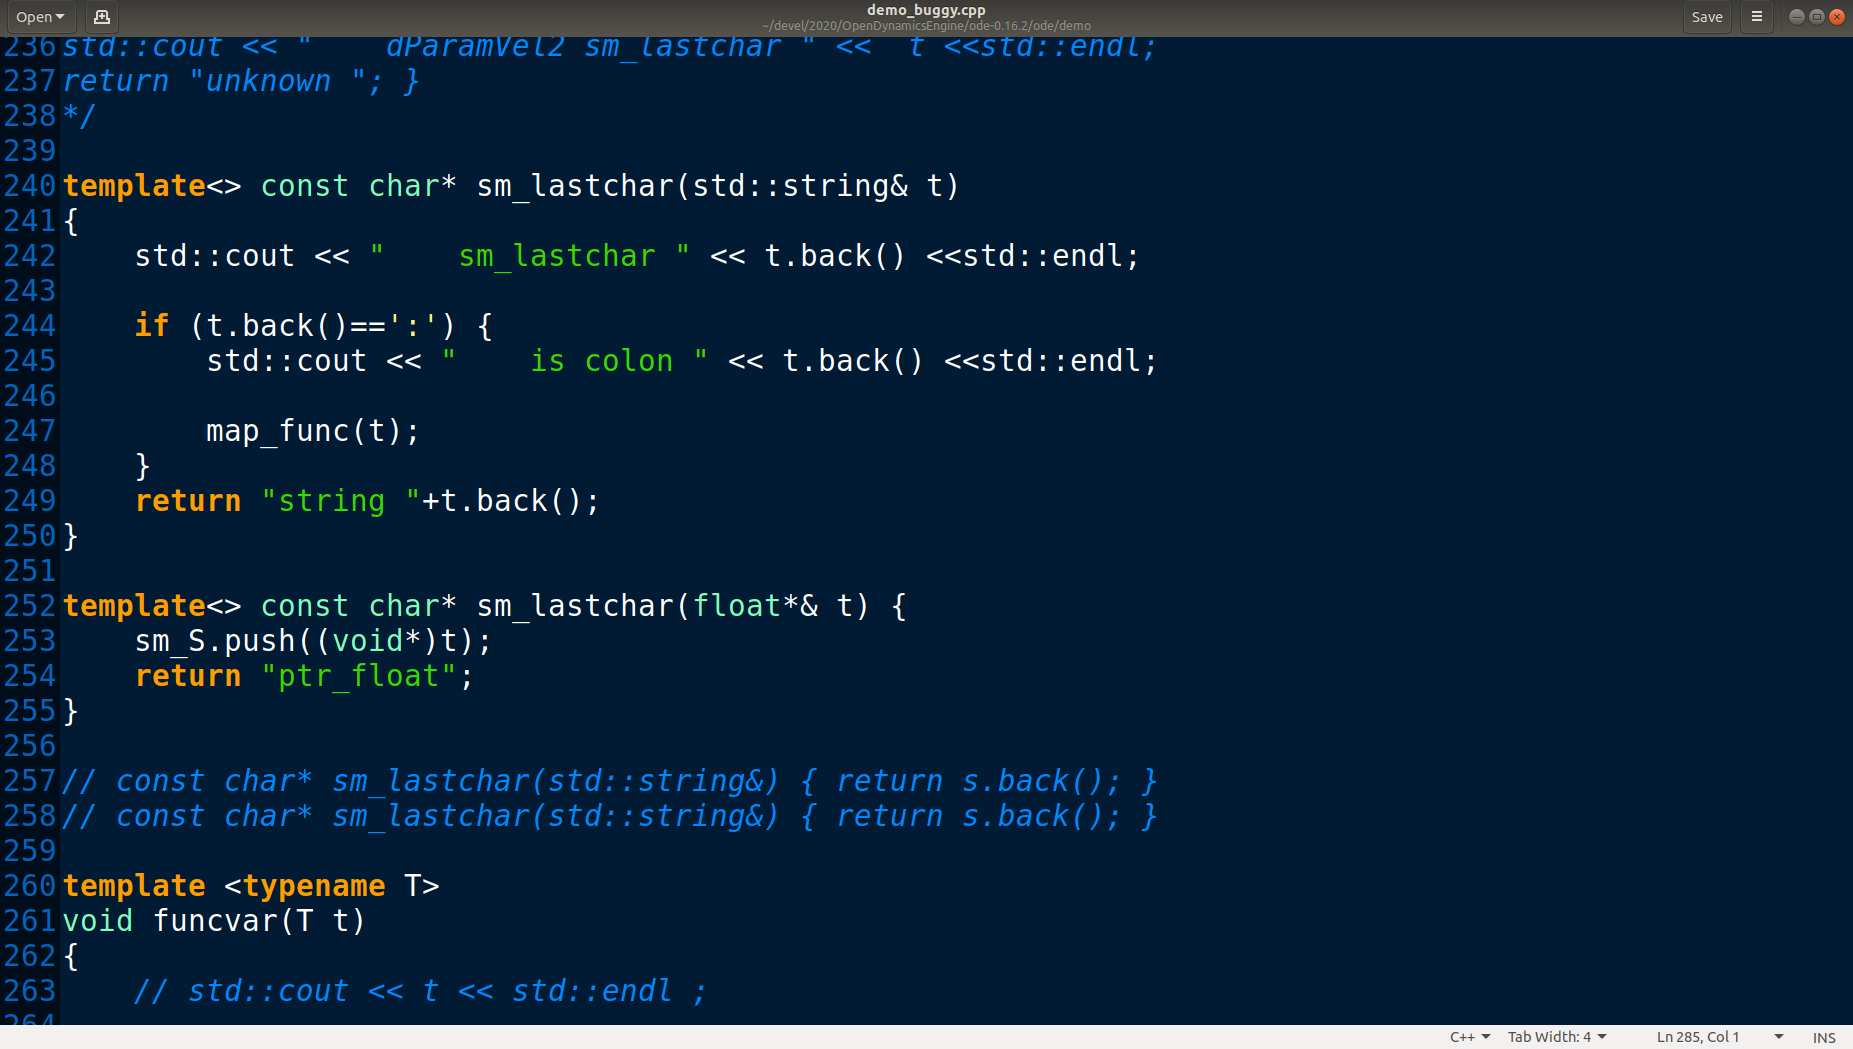 Open
demo_buggy.cpp
~/devel/2020/OpenDynamicsEngine/ode-0.16.2/ode/demo
Save
236 std::cout << "    dParamVel2 sm_lastchar " <<  t <<std::endl;
237 return "unknown "; }
238 */
239
240 template<> const char* sm_lastchar(std::string& t)
241 {
242     std::cout << "    sm_lastchar " << t.back() <<std::endl;
243
244     if (t.back()==':') {
245         std::cout << "    is colon " << t.back() <<std::endl;
246
247         map_func(t);
248     }
249     return "string "+t.back();
250 }
251
252 template<> const char* sm_lastchar(float*& t) {
253     sm_S.push((void*)t);
254     return "ptr_float";
255 }
256
257 // const char* sm_lastchar(std::string&) { return s.back(); }
258 // const char* sm_lastchar(std::string&) { return s.back(); }
259
260 template <typename T>
261 void funcvar(T t)
262 {
263     // std::cout << t << std::endl ;
264
C++ Tab Width: 4 Ln 285, Col 1 INS